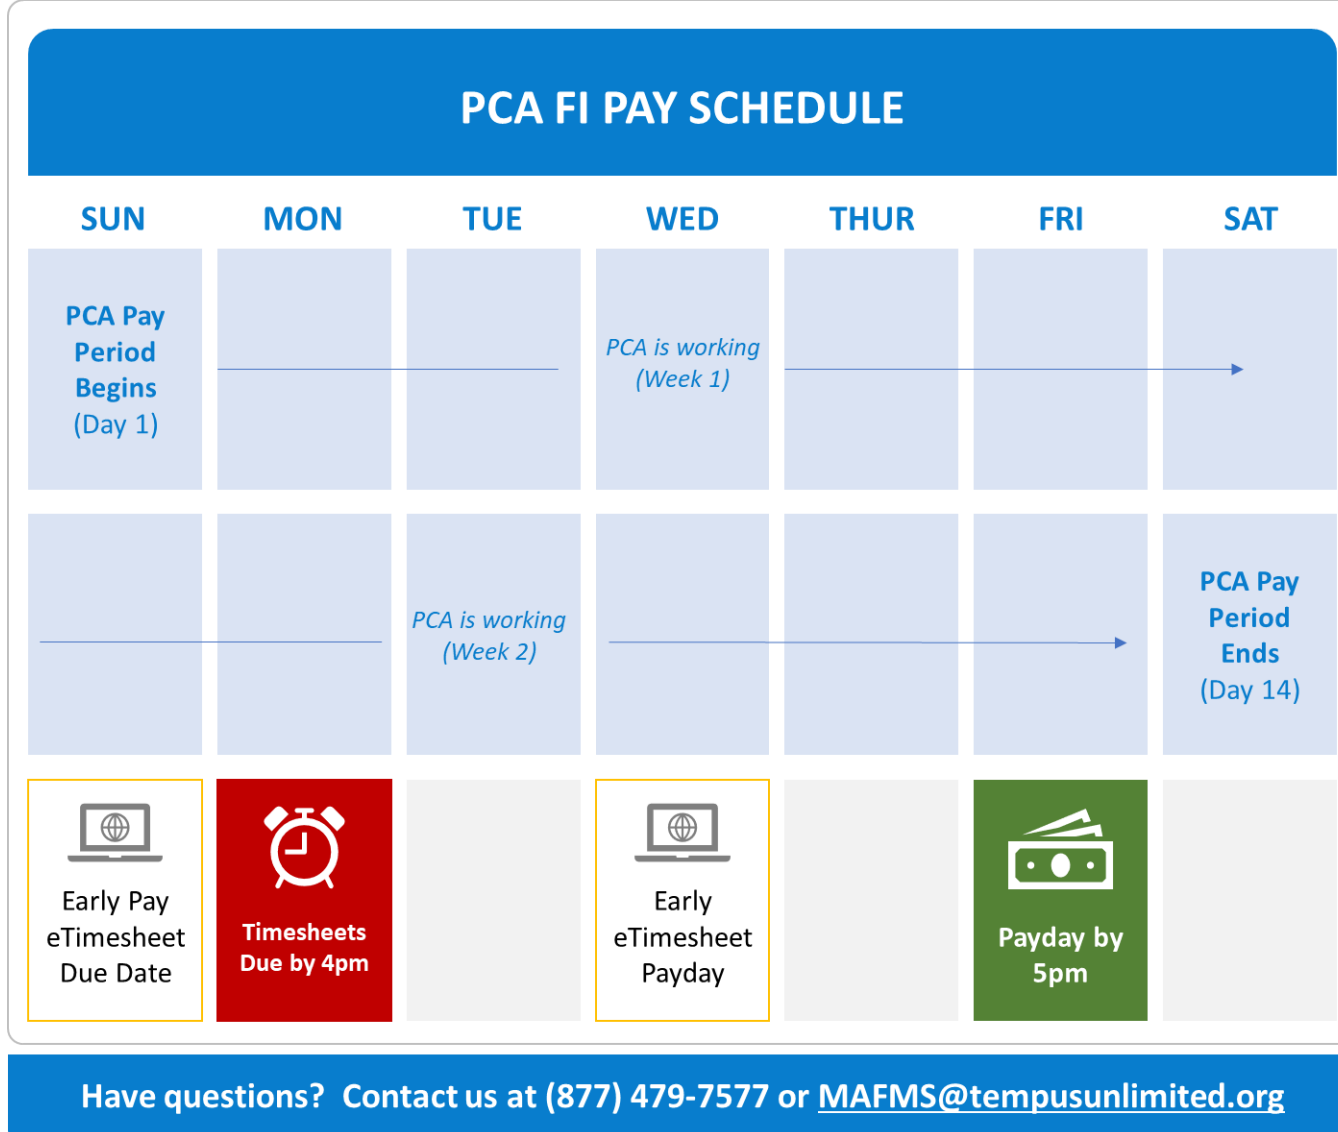 PCA FI PAY SCHEDULE
SUN MON TUE WED THUR FRI SAT
PCA Pay
Period
Begins
(Day 1)
PCA is working
(Week 1)
PCA is working
(Week 2)
PCA Pay
Period
Ends
(Day 14)
Early Pay
eTimesheet
Due Date
Timesheets
Due by 4pm
Early
eTimesheet
Payday
Payday by
5pm
Have questions? Contact us at (877) 479-7577 or MAFMS@tempusunlimited.org